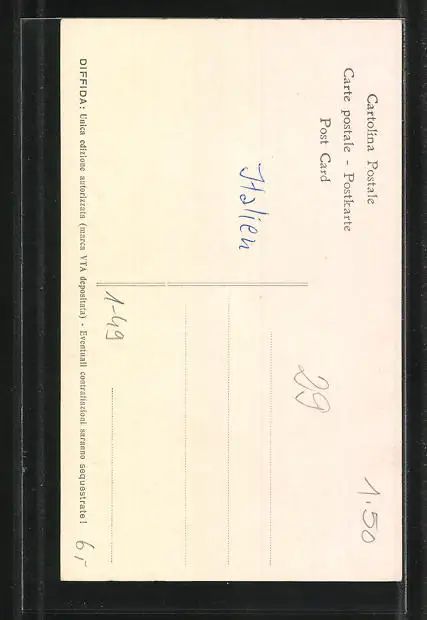 Cartolina Postale
Carte postale - Postkarte
Post Card
Italien
29
1.50
1-49
6,-
DIFFIDA: Unica edizione autorizzata (marca VTA depositata) - Eventuali contraffazioni saranno sequestrate!